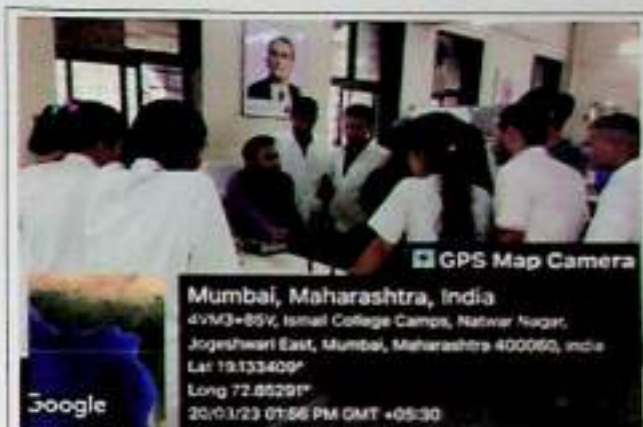 GPS Map Camera
Mumbai, Maharashtra, India
4VM3+85V, Ismail College Camps, Natwar Nagar,
Jogeshwari East, Mumbai, Maharashtra 400060, India
Lat 19.133409°
Long 72.85291°
20/03/23 01:56 PM GMT +05:30
Google